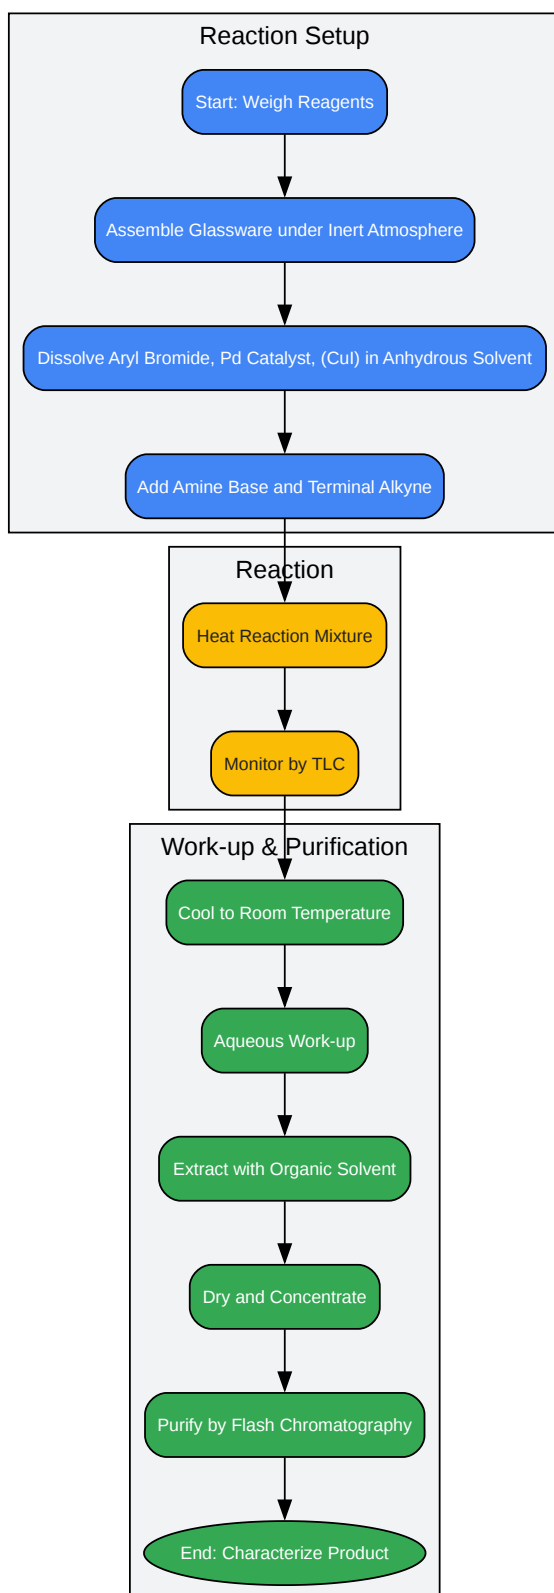 Reaction Setup
Start: Weigh Reagents
Assemble Glassware under Inert Atmosphere
Dissolve Aryl Bromide, Pd Catalyst, (CuI) in Anhydrous Solvent
Add Amine Base and Terminal Alkyne
Reaction
Heat Reaction Mixture
Monitor by TLC
Work-up & Purification
Cool to Room Temperature
Aqueous Work-up
Extract with Organic Solvent
Dry and Concentrate
Purify by Flash Chromatography
End: Characterize Product